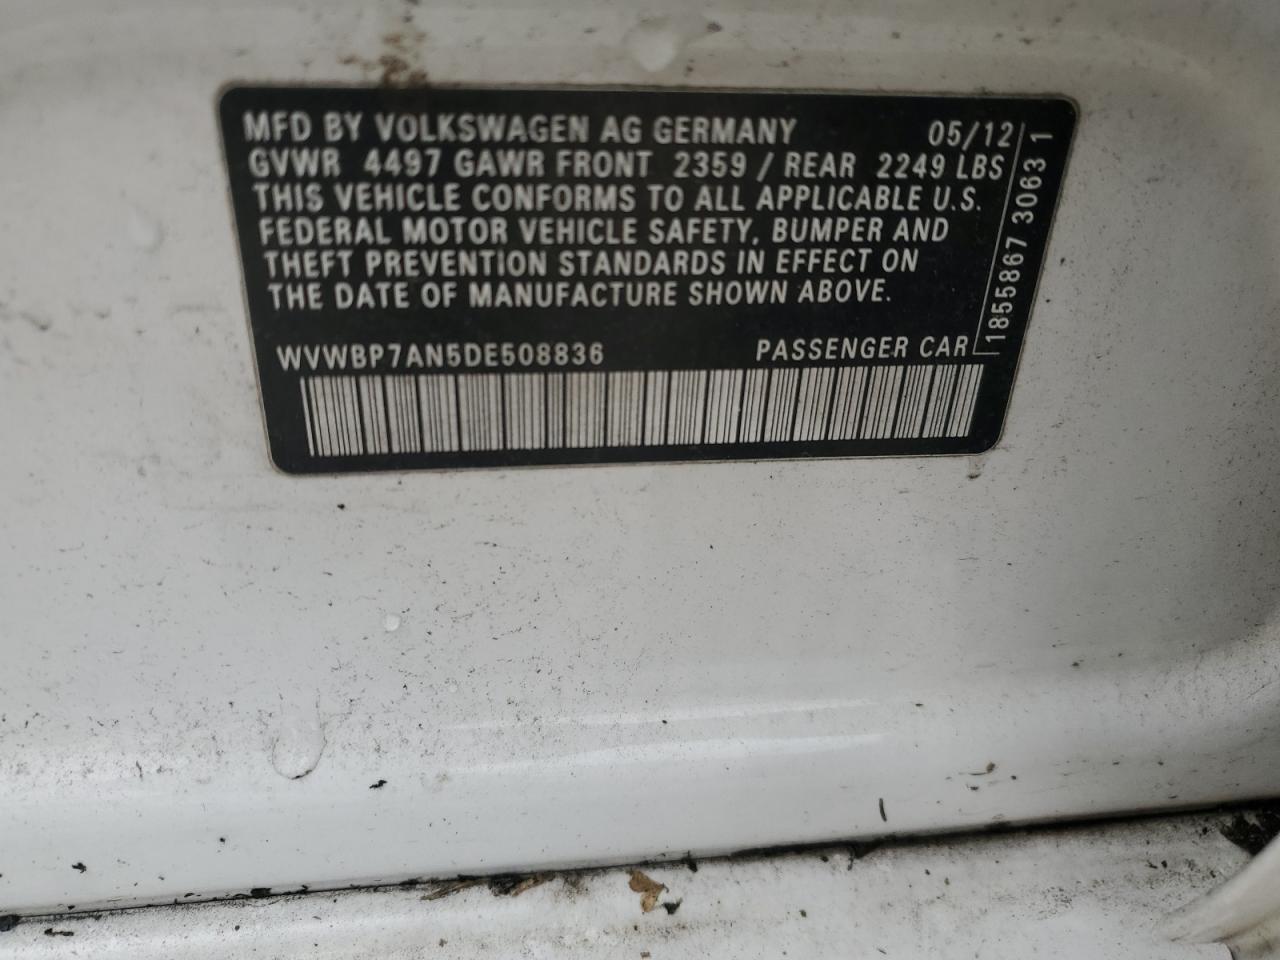 MFD BY VOLKSWAGEN AG GERMANY 05/12
GVWR 4497 GAWR FRONT 2359 / REAR 2249 LBS
THIS VEHICLE CONFORMS TO ALL APPLICABLE U.S.
FEDERAL MOTOR VEHICLE SAFETY, BUMPER AND
THEFT PREVENTION STANDARDS IN EFFECT ON
THE DATE OF MANUFACTURE SHOWN ABOVE.
WVWBP7AN5DE508836 PASSENGER CAR
1855867 3063 1